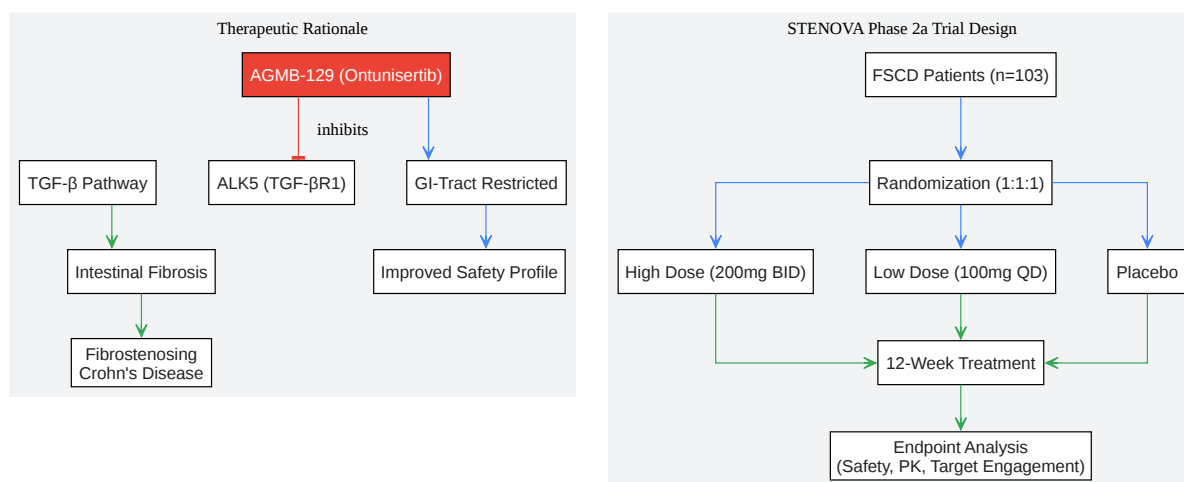 Therapeutic Rationale
AGMB-129 (Ontunisertib)
inhibits
TGF-β Pathway
ALK5 (TGF-βR1)
GI-Tract Restricted
Intestinal Fibrosis
Improved Safety Profile
Fibrostenosing
Crohn's Disease
STENOVA Phase 2a Trial Design
FSCD Patients (n=103)
Randomization (1:1:1)
High Dose (200mg BID)
Low Dose (100mg QD)
Placebo
12-Week Treatment
Endpoint Analysis
(Safety, PK, Target Engagement)